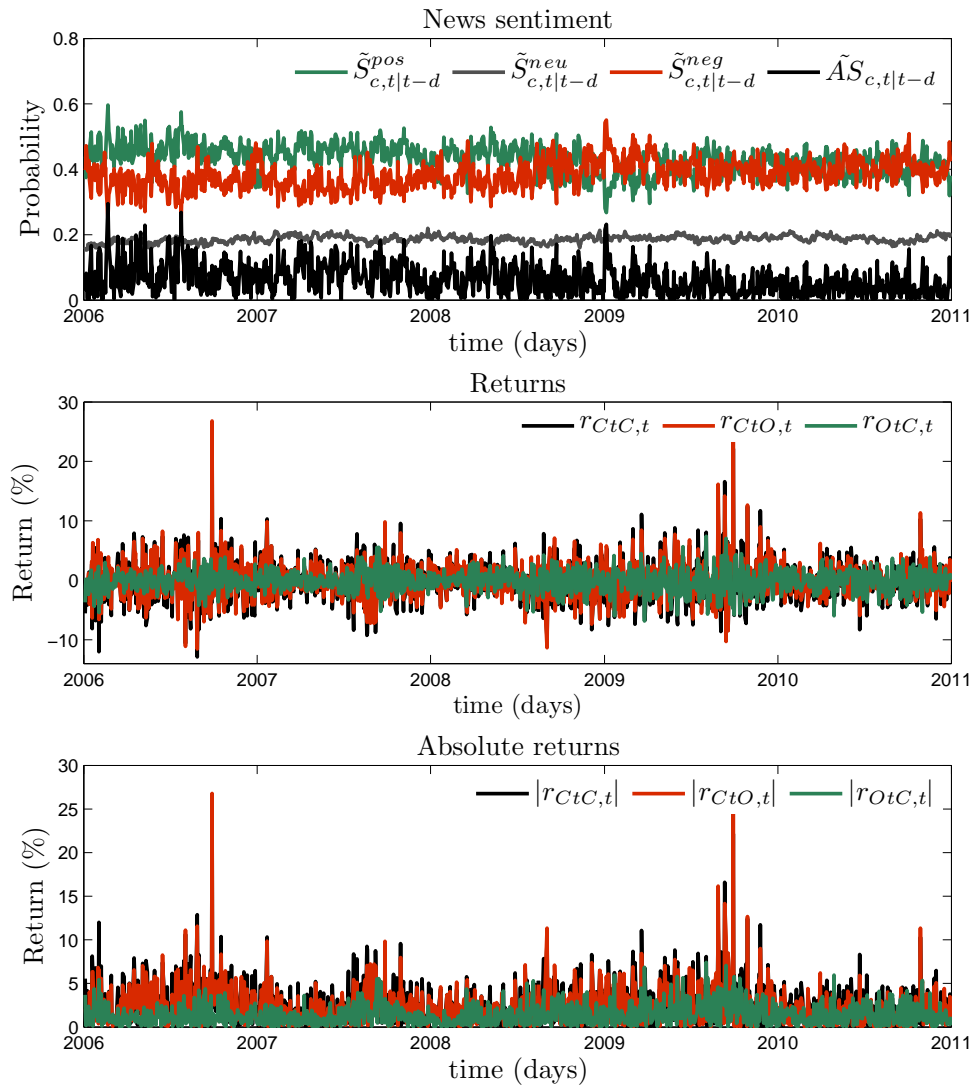 News sentiment
0.8
S̃^{pos}_{c,t|t−d} S̃^{neu}_{c,t|t−d} S̃^{neg}_{c,t|t−d} ÃS_{c,t|t−d}
0.6
0.4
0.2
0
Probability
2006 2007 2008 2009 2010 2011
time (days)
Returns
30
r_{CtC,t} r_{CtO,t} r_{OtC,t}
20
10
0
−10
Return (%)
2006 2007 2008 2009 2010 2011
time (days)
Absolute returns
30
|r_{CtC,t}| |r_{CtO,t}| |r_{OtC,t}|
25
20
15
10
5
0
Return (%)
2006 2007 2008 2009 2010 2011
time (days)